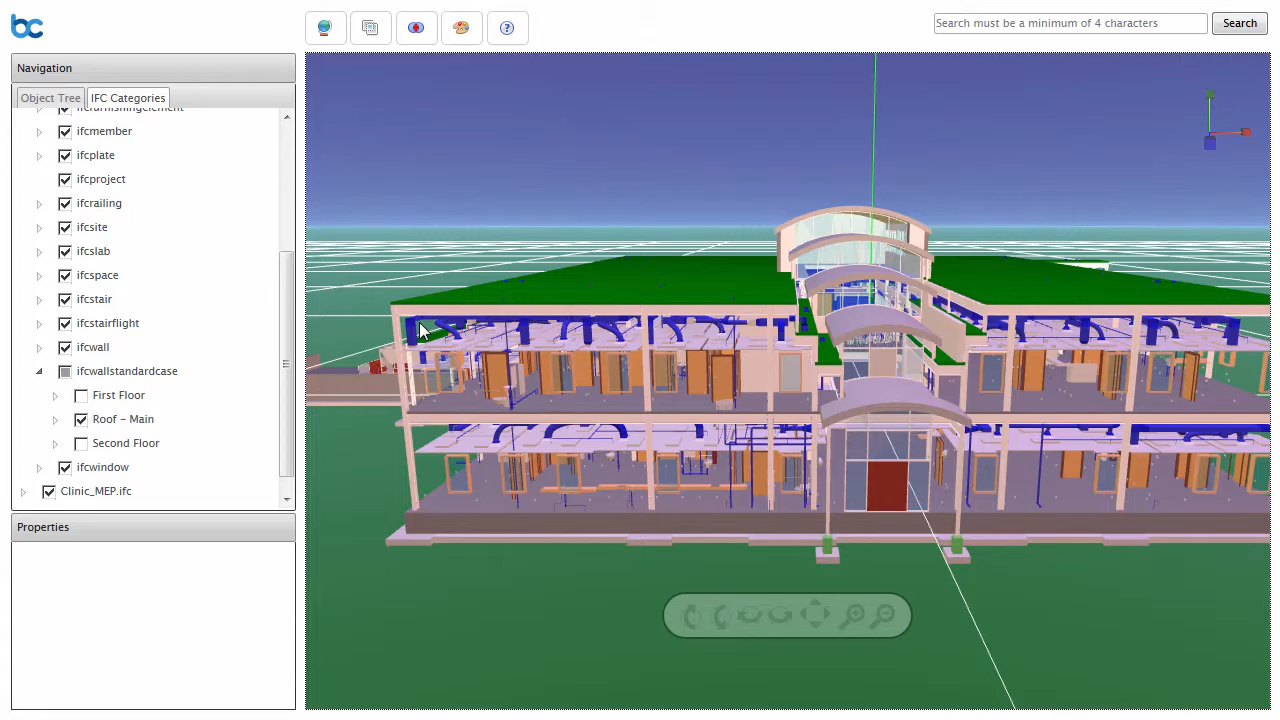 bc
?
Search must be a minimum of 4 characters
Search
Navigation
Object Tree
IFC Categories
ifcfurnishingelement
ifcmember
ifcplate
ifcproject
ifcrailing
ifcsite
ifcslab
ifcspace
ifcstair
ifcstairflight
ifcwall
ifcwallstandardcase
First Floor
Roof - Main
Second Floor
ifcwindow
Clinic_MEP.ifc
Properties